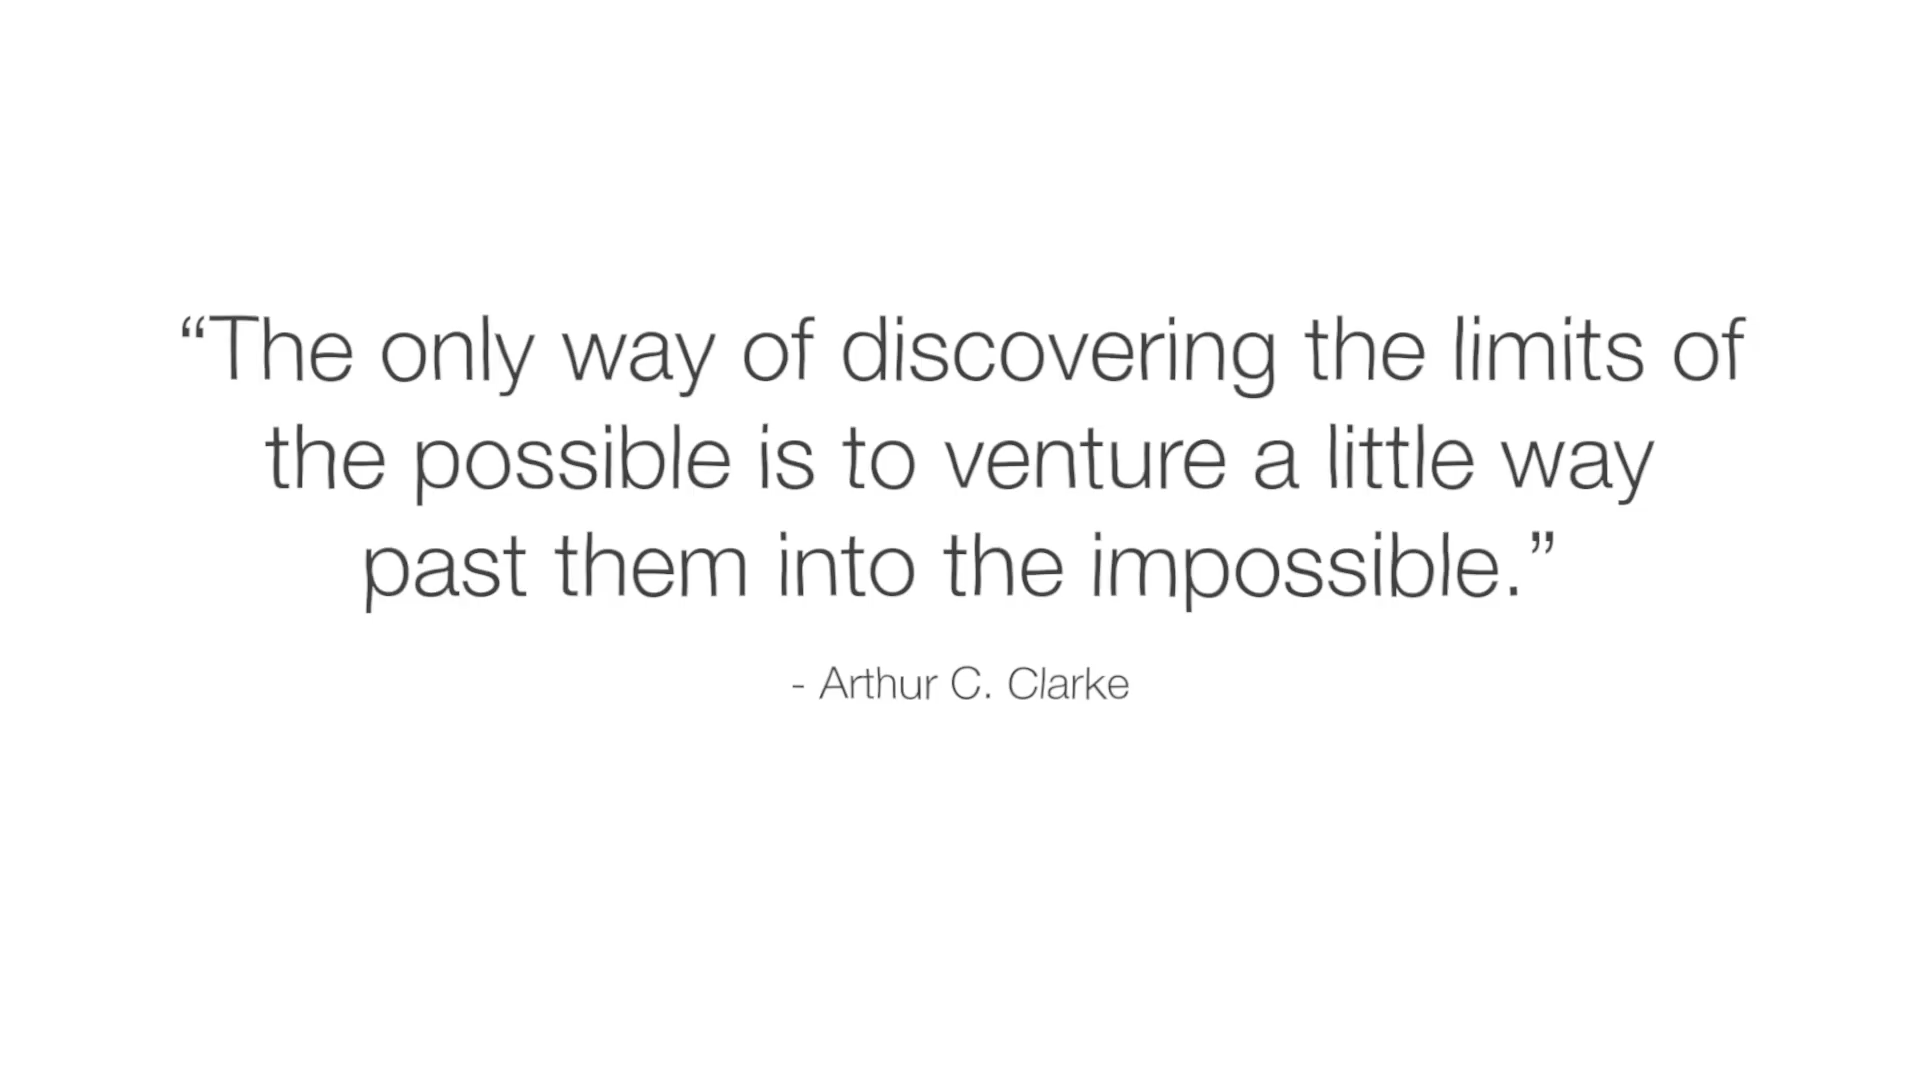 “The only way of discovering the limits of
the possible is to venture a little way
past them into the impossible.”
- Arthur C. Clarke